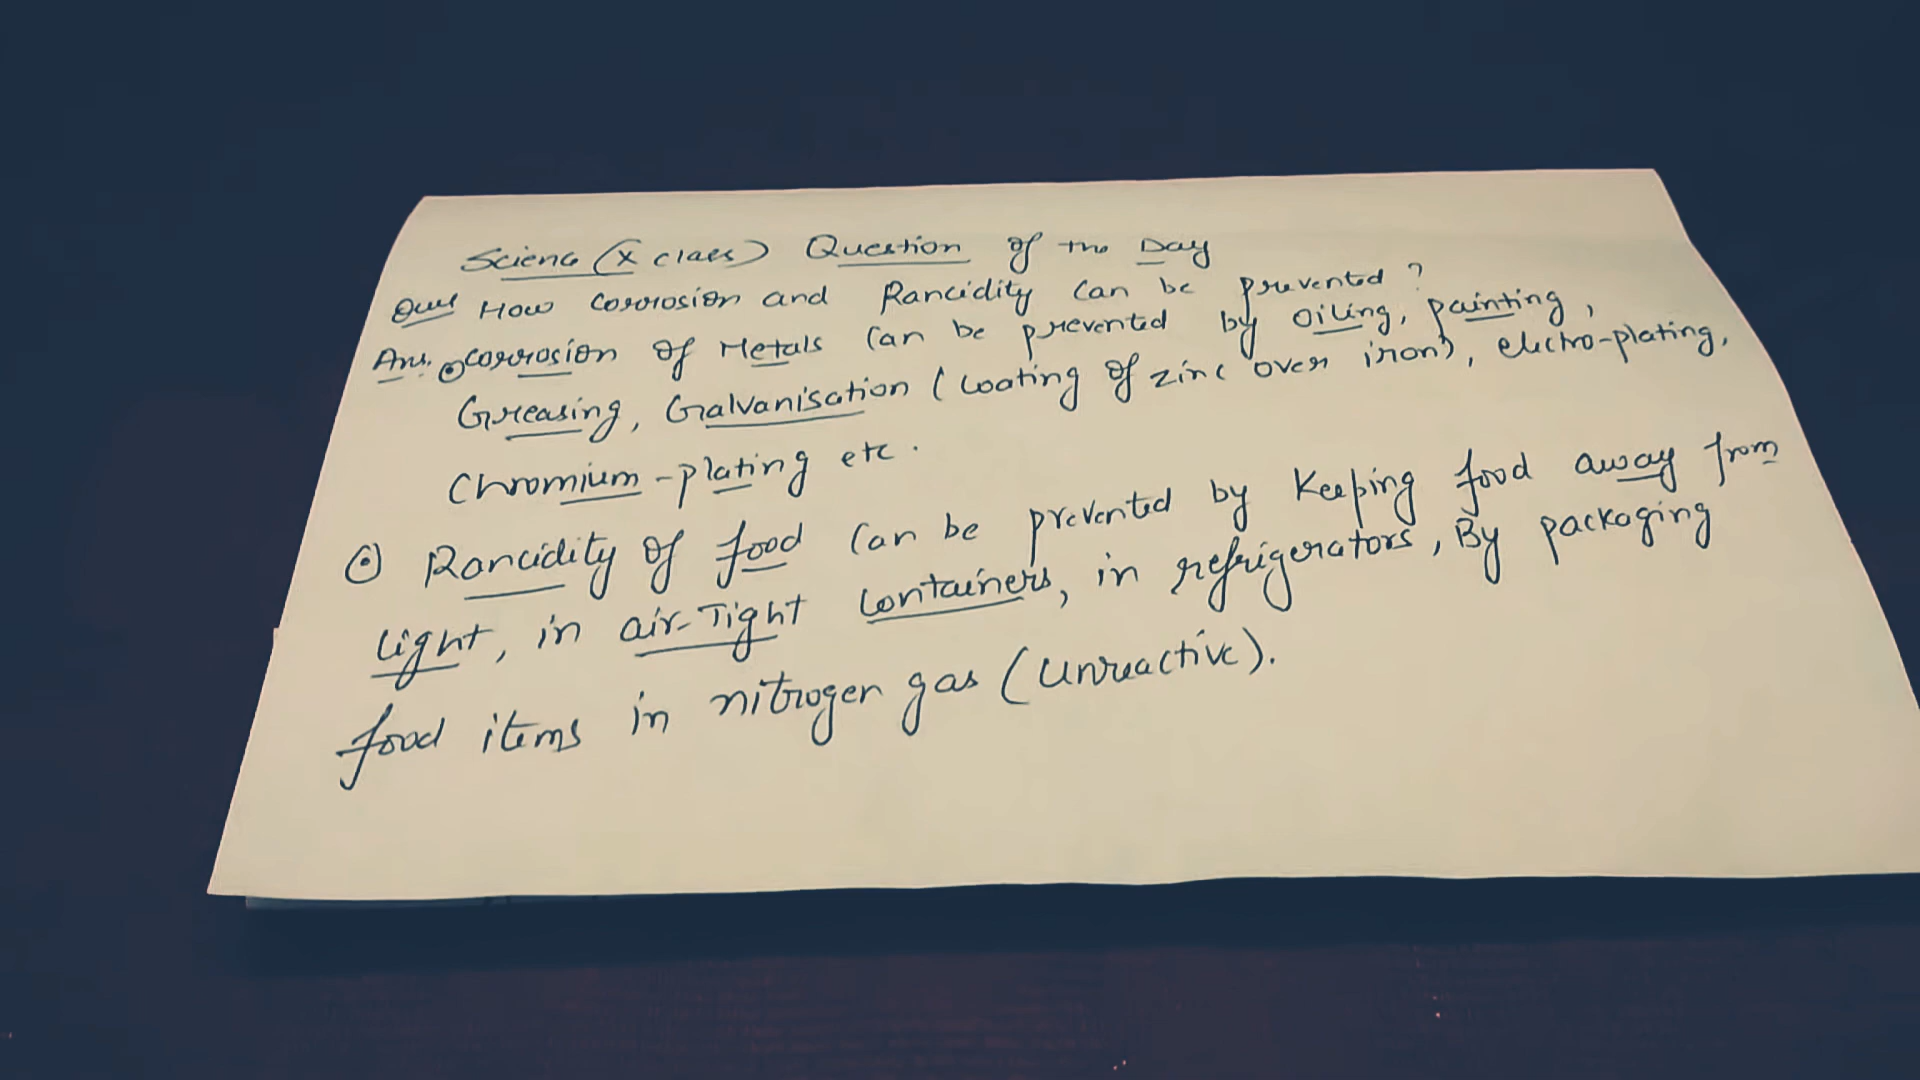 Science (X class) Question of the Day
Ques How Corrosion and Rancidity can be prevented?
Ans. Corrosion of Metals can be prevented by oiling, painting,
Greasing, Galvanisation (Coating of zinc over iron), electro-plating,
Chromium-plating etc.
Rancidity of food can be prevented by Keeping food away from
light, in air-Tight containers, in refrigerators, By packaging
food items in nitrogen gas (Unreactive).